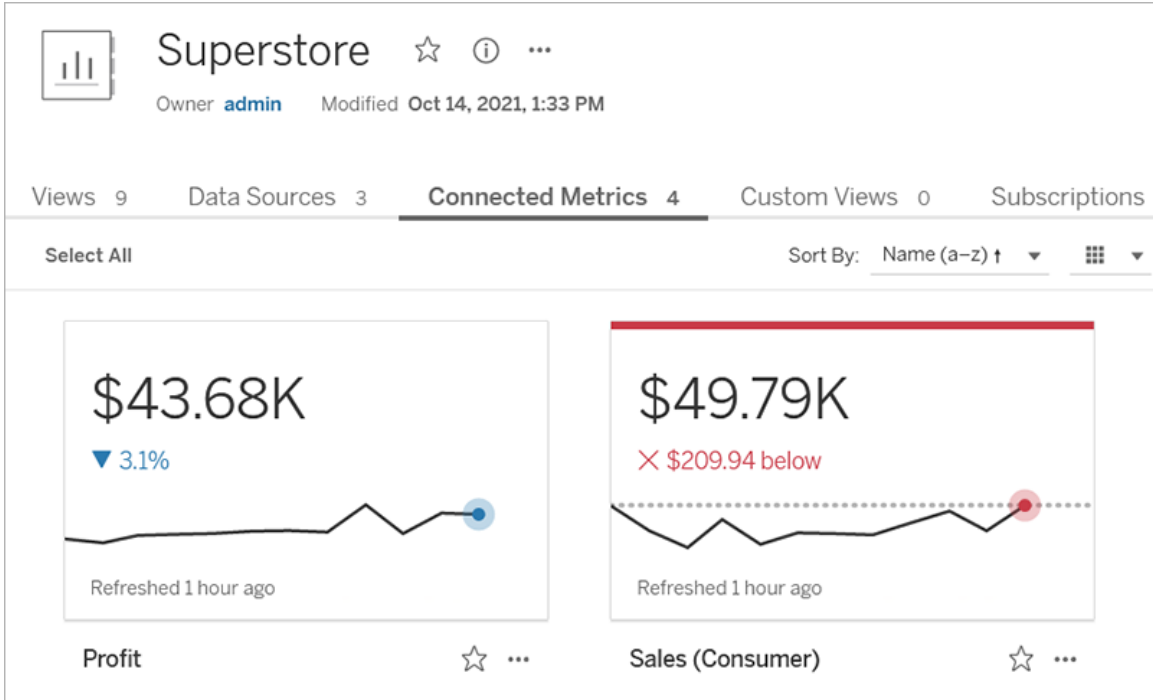 Superstore
Owner admin Modified Oct 14, 2021, 1:33 PM
Views 9 Data Sources 3 Connected Metrics 4 Custom Views 0 Subscriptions
Select All Sort By: Name (a–z) ↑
$43.68K
▼ 3.1%
Refreshed 1 hour ago
Profit
$49.79K
× $209.94 below
Refreshed 1 hour ago
Sales (Consumer)